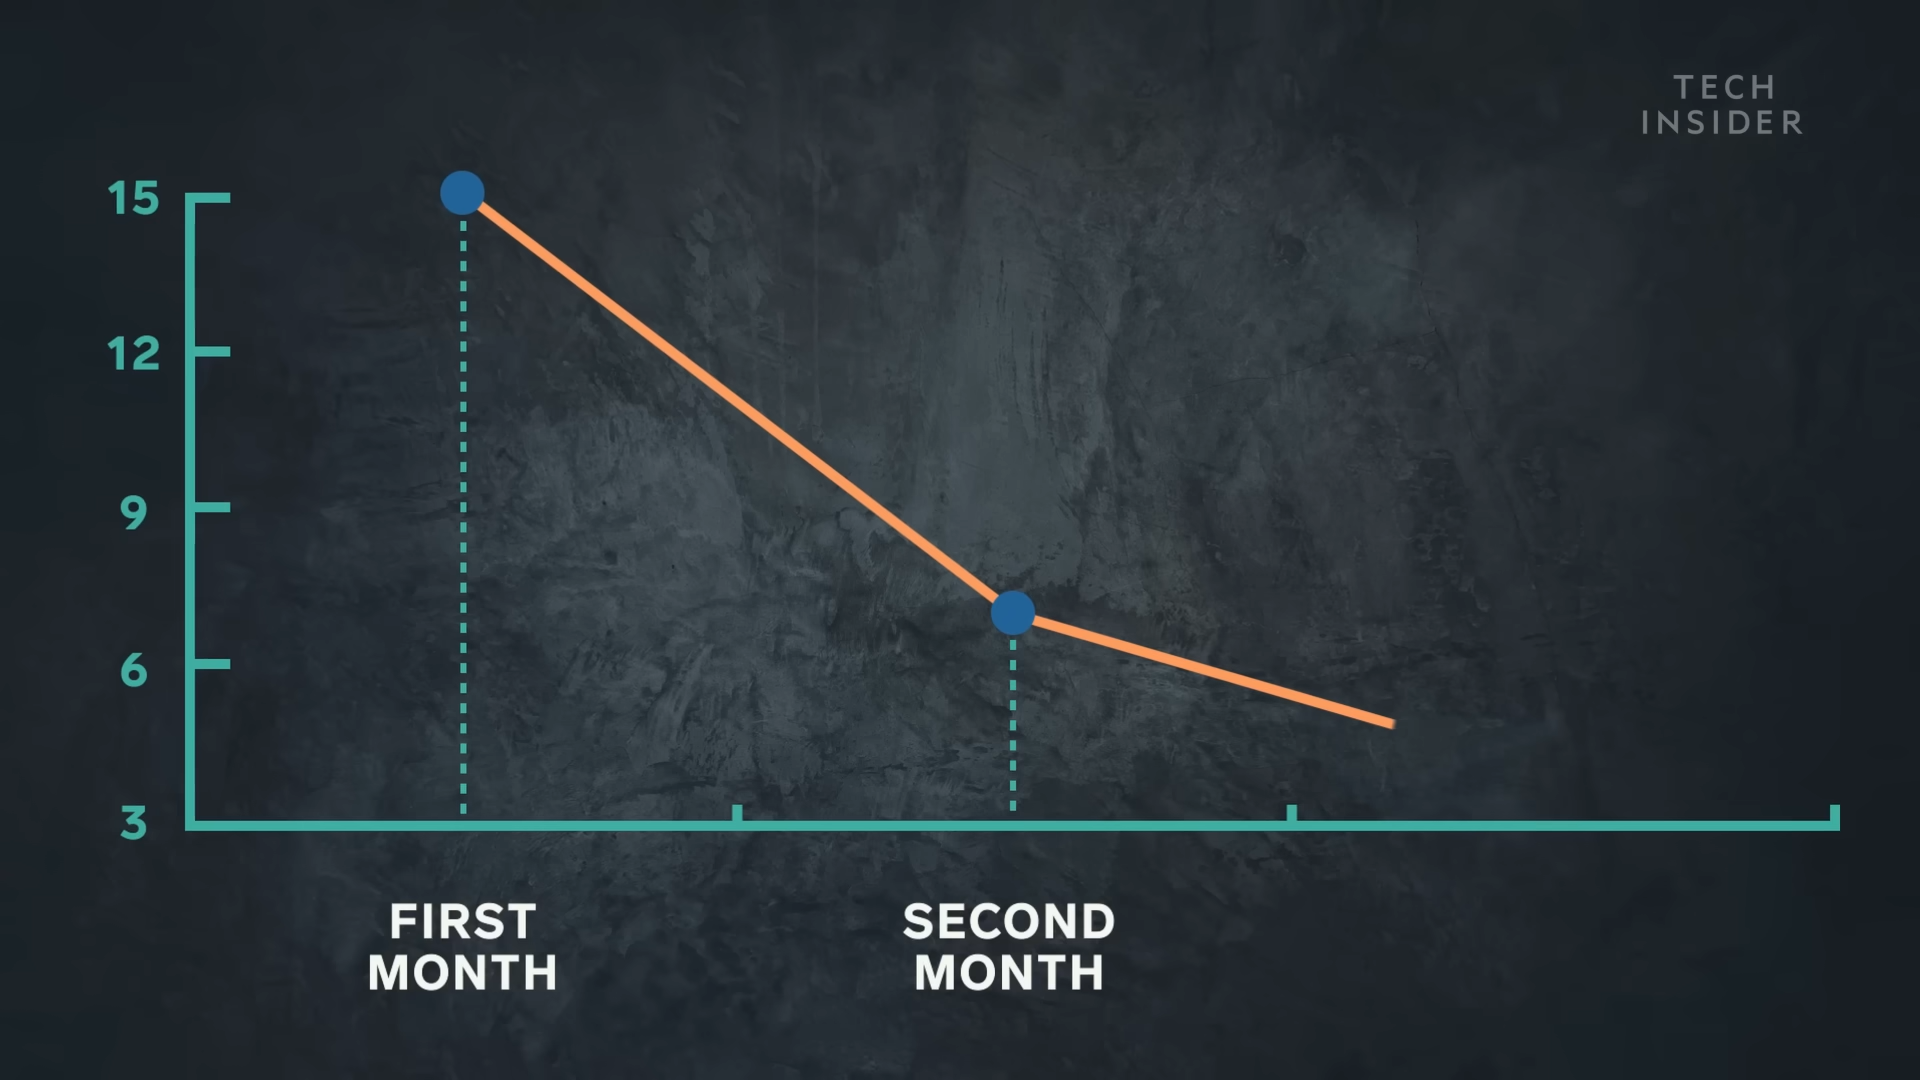 TECH
INSIDER
15
12
9
6
3
FIRST
MONTH
SECOND
MONTH